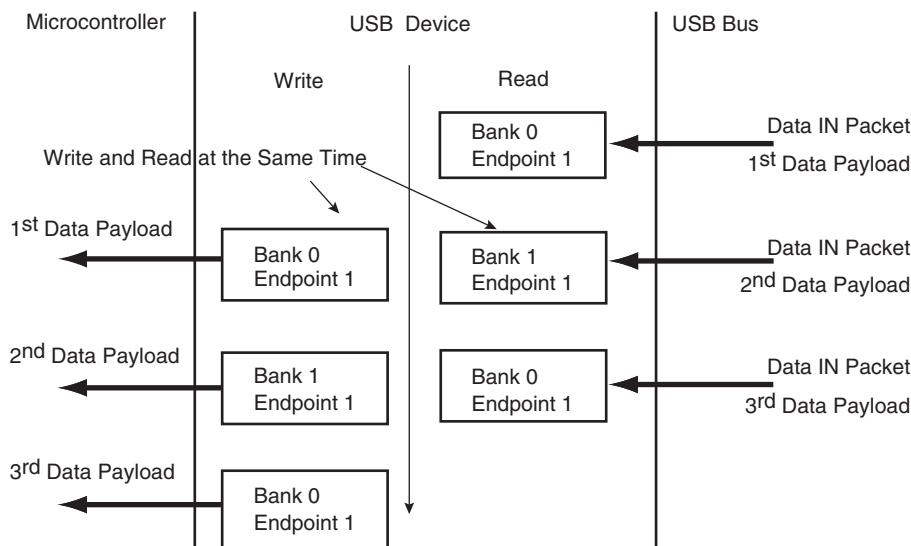 Microcontroller
USB Device
USB Bus
Write
Read
Bank 0
Endpoint 1
Data IN Packet
1st Data Payload
Write and Read at the Same Time
1st Data Payload
Bank 0
Endpoint 1
Bank 1
Endpoint 1
Data IN Packet
2nd Data Payload
2nd Data Payload
Bank 1
Endpoint 1
Bank 0
Endpoint 1
Data IN Packet
3rd Data Payload
3rd Data Payload
Bank 0
Endpoint 1